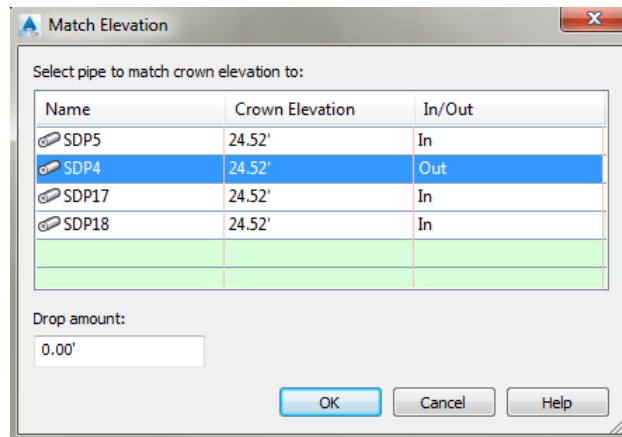 Match Elevation
Select pipe to match crown elevation to:
Name Crown Elevation In/Out
SDP5 24.52' In
SDP4 24.52' Out
SDP17 24.52' In
SDP18 24.52' In
Drop amount:
0.00'
OK Cancel Help